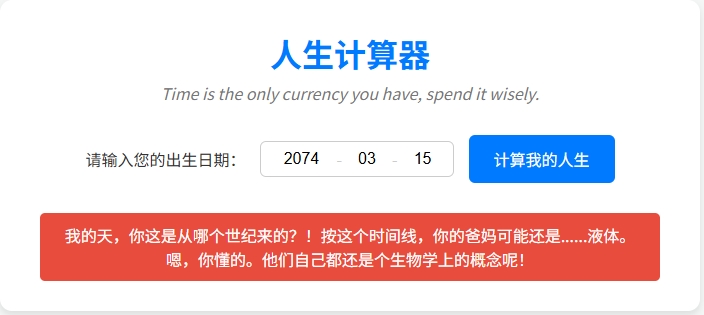 人生计算器
Time is the only currency you have, spend it wisely.
请输入您的出生日期： 2074 - 03 - 15 计算我的人生
我的天，你这是从哪个世纪来的？！按这个时间线，你的爸妈可能还是……液体。
嗯，你懂的。他们自己都还是个生物学上的概念呢！